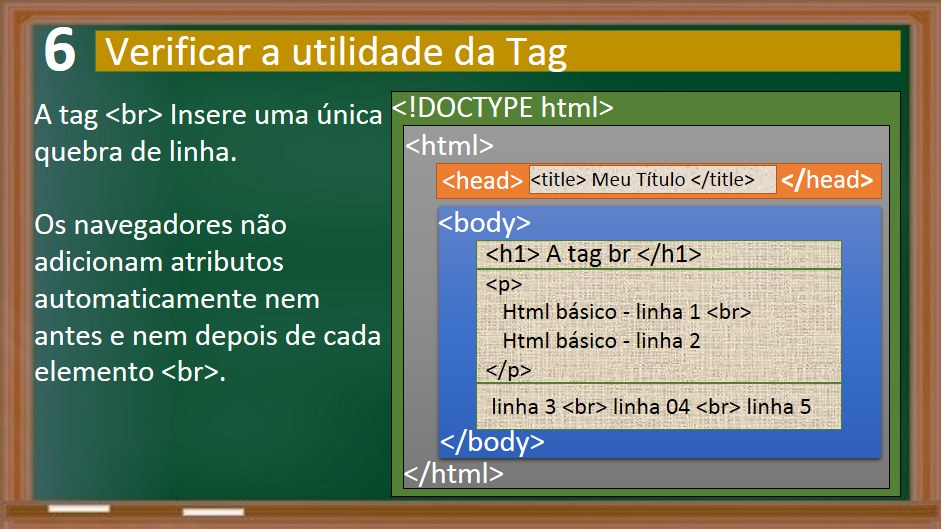 6 Verificar a utilidade da Tag
A tag <br> Insere uma única
quebra de linha.
Os navegadores não
adicionam atributos
automaticamente nem
antes e nem depois de cada
elemento <br>.
<!DOCTYPE html>
<html>
<head> <title> Meu Título </title> </head>
<body>
<h1> A tag br </h1>
<p>
Html básico - linha 1 <br>
Html básico - linha 2
</p>
linha 3 <br> linha 04 <br> linha 5
</body>
</html>